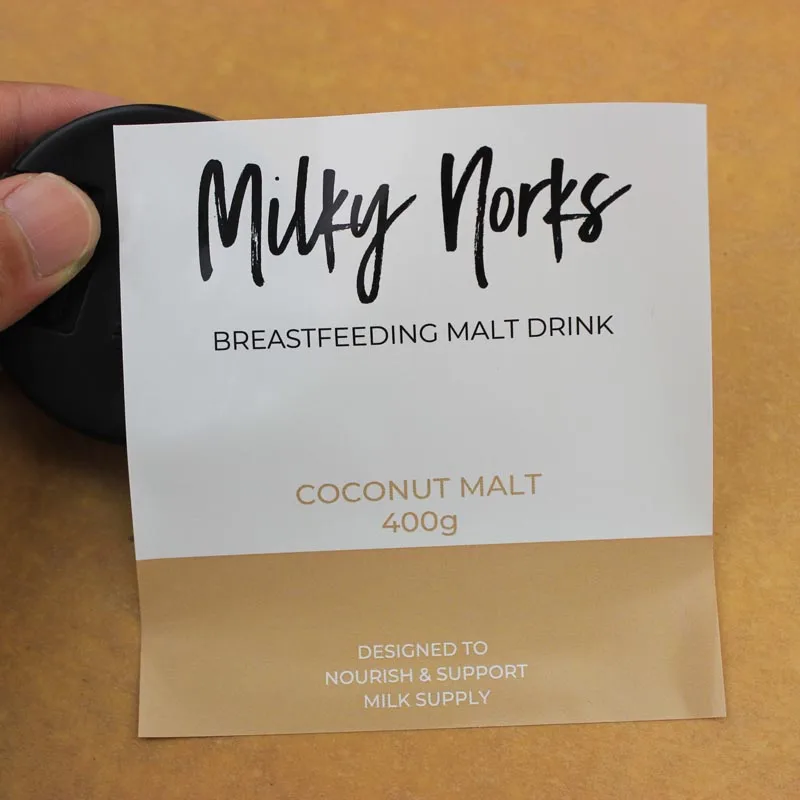 Milky Norks
BREASTFEEDING MALT DRINK
COCONUT MALT
400g
DESIGNED TO
NOURISH & SUPPORT
MILK SUPPLY